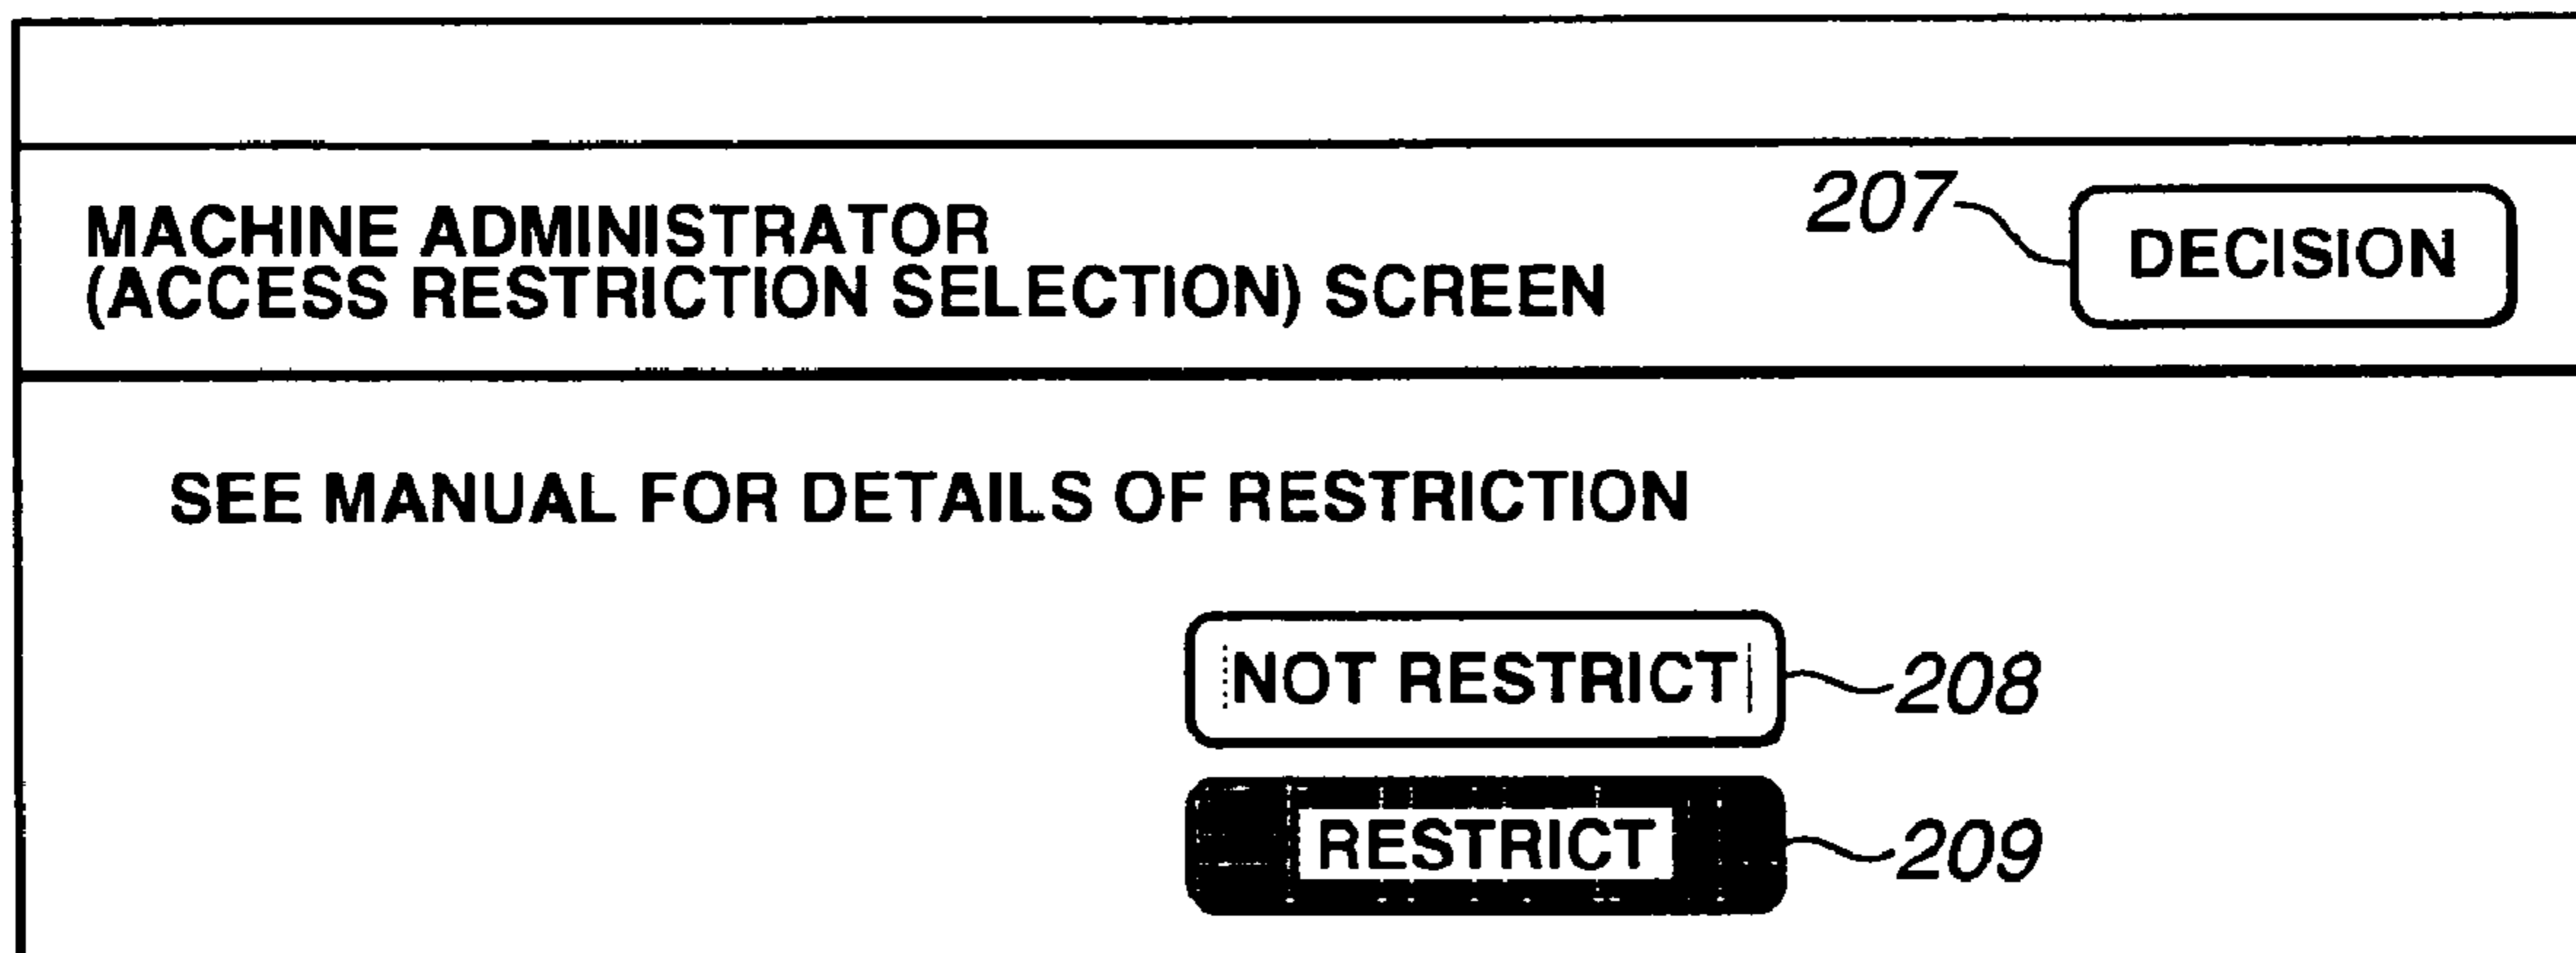 MACHINE ADMINISTRATOR
(ACCESS RESTRICTION SELECTION) SCREEN
207
DECISION
SEE MANUAL FOR DETAILS OF RESTRICTION
NOT RESTRICT
208
RESTRICT
209